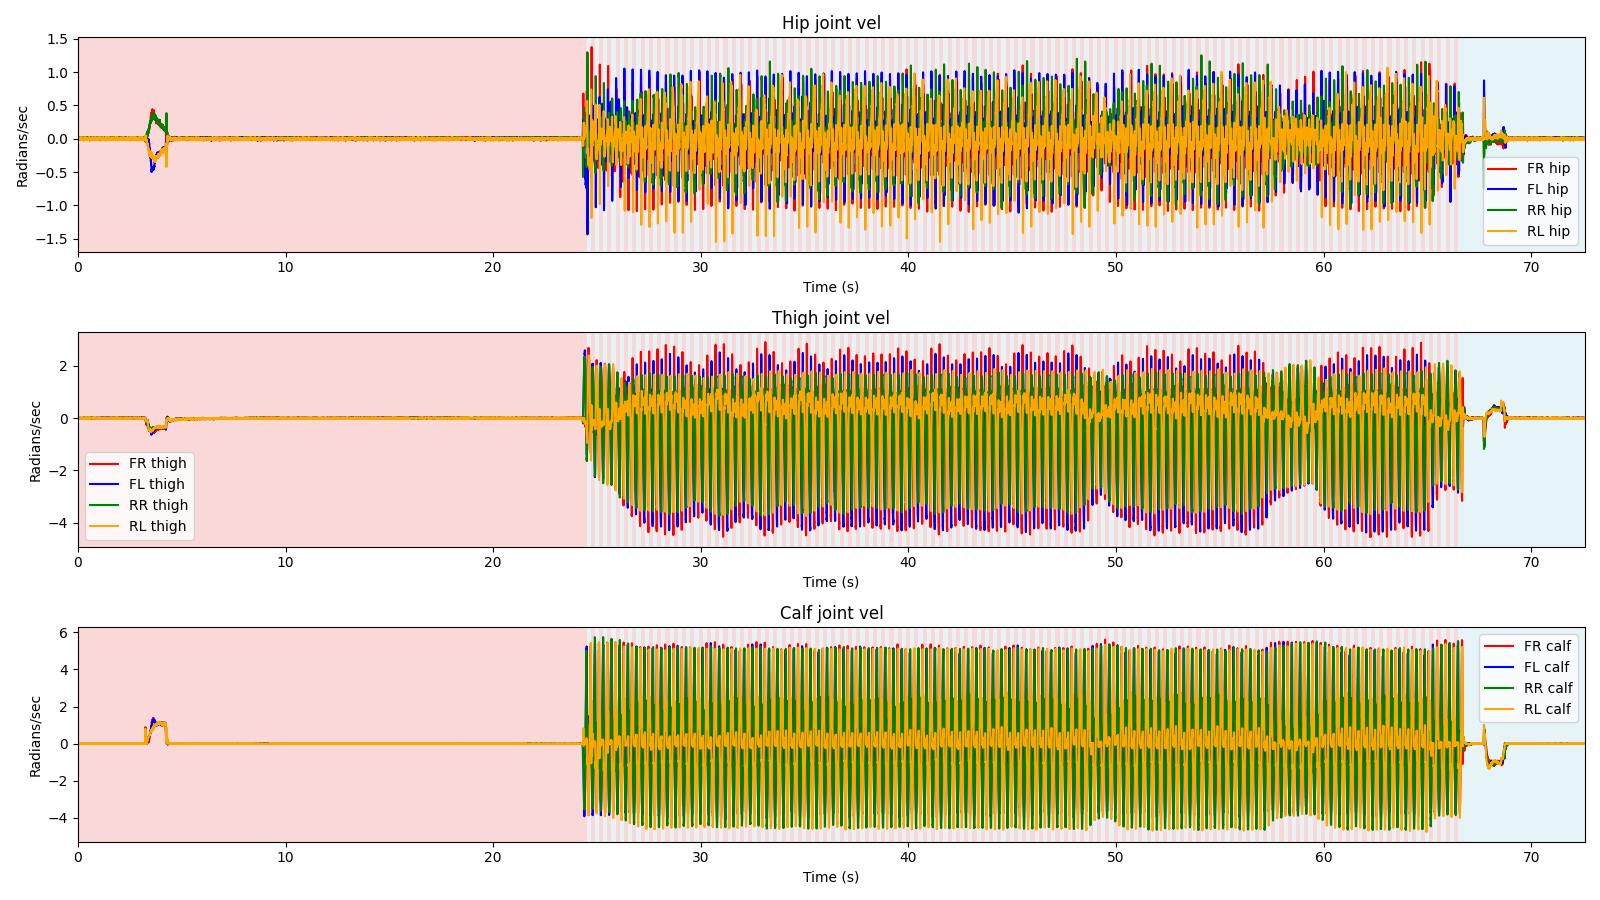 Hip joint vel
1.5
1.0
0.5
0.0
−0.5
−1.0
−1.5
Radians/sec
FR hip
FL hip
RR hip
RL hip
0 10 20 30 40 50 60 70
Time (s)
Thigh joint vel
2
0
−2
−4
Radians/sec
FR thigh
FL thigh
RR thigh
RL thigh
0 10 20 30 40 50 60 70
Time (s)
Calf joint vel
6
4
2
0
−2
−4
Radians/sec
FR calf
FL calf
RR calf
RL calf
0 10 20 30 40 50 60 70
Time (s)